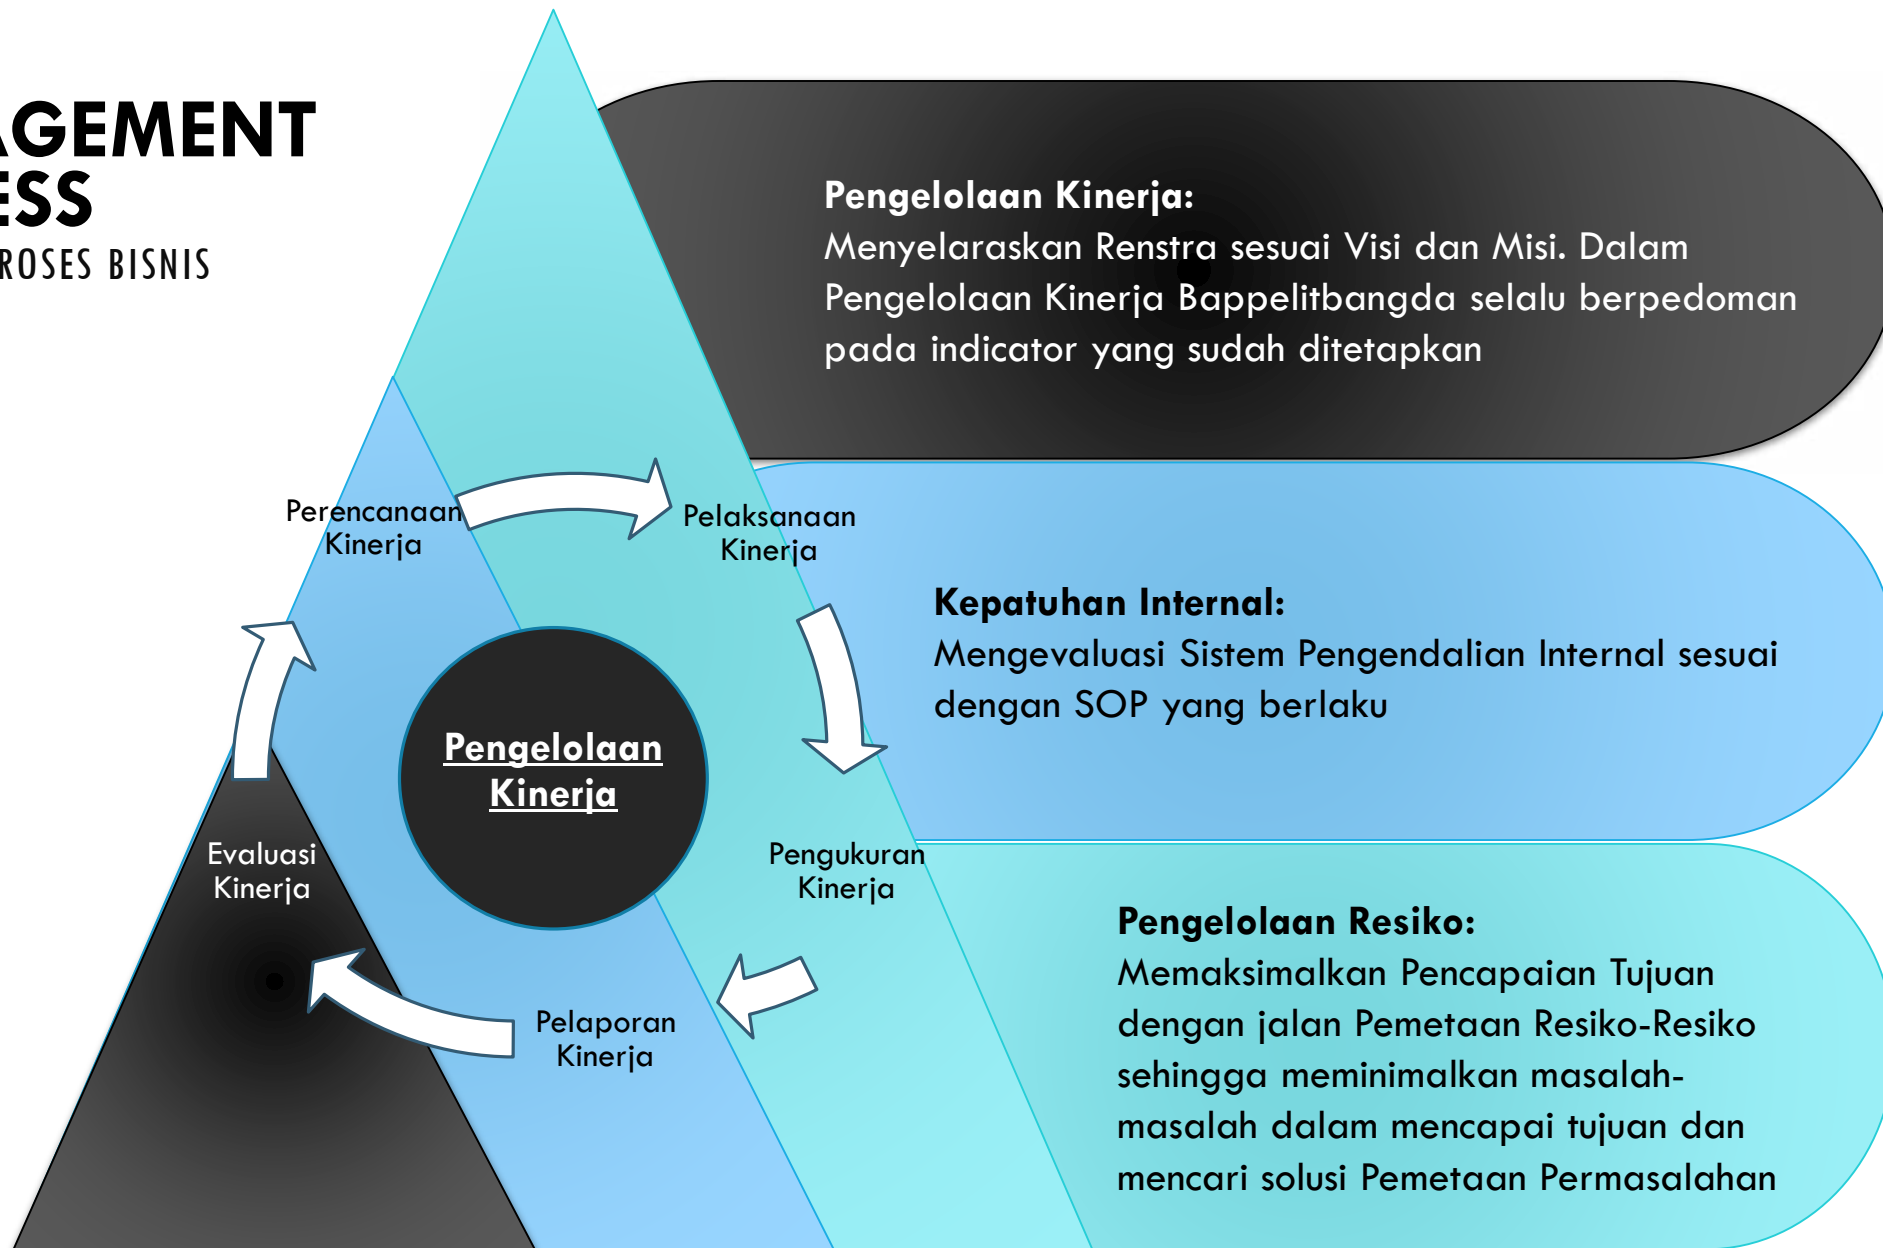 AGEMENT
ESS
ROSES BISNIS
Pengelolaan Kinerja:
Menyelaraskan Renstra sesuai Visi dan Misi. Dalam
Pengelolaan Kinerja Bappelitbangda selalu berpedoman
pada indicator yang sudah ditetapkan
Perencanaan
Kinerja
Pelaksanaan
Kinerja
Kepatuhan Internal:
Mengevaluasi Sistem Pengendalian Internal sesuai
dengan SOP yang berlaku
Pengelolaan
Kinerja
Evaluasi
Kinerja
Pengukuran
Kinerja
Pelaporan
Kinerja
Pengelolaan Resiko:
Memaksimalkan Pencapaian Tujuan
dengan jalan Pemetaan Resiko-Resiko
sehingga meminimalkan masalah-
masalah dalam mencapai tujuan dan
mencari solusi Pemetaan Permasalahan